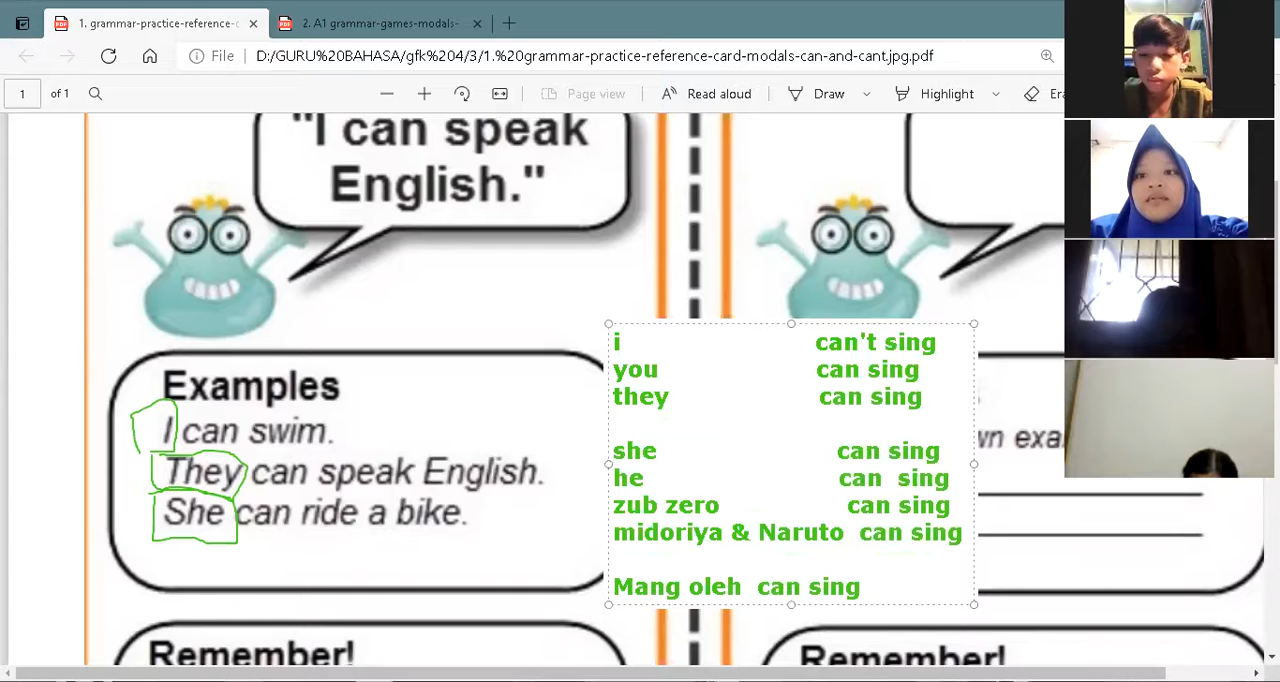 1. grammar-practice-reference-c
2. A1 grammar-games-modals-
File
D:/GURU%20BAHASA/gfk%204/3/1.%20grammar-practice-reference-card-modals-can-and-cant.jpg.pdf
1 of 1
Page view
Read aloud
Draw
Highlight
Era
"I can speak
English."
Examples
I can swim.
They can speak English.
She can ride a bike.
i can't sing
you can sing
they can sing
she can sing
he can sing
zub zero can sing
midoriya & Naruto can sing
Mang oleh can sing
wn exa
Remember!
Remember!